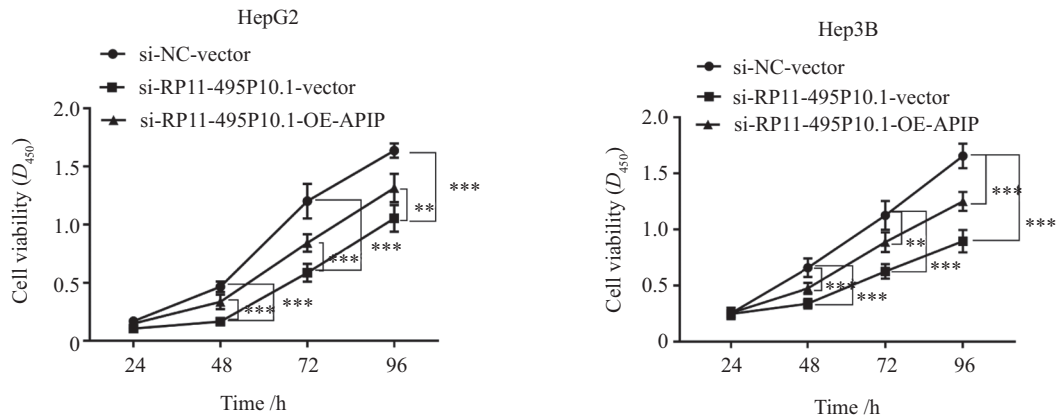 HepG2
si-NC-vector
si-RP11-495P10.1-vector
si-RP11-495P10.1-OE-APIP
2.0
1.5
1.0
0.5
0
Cell viability (D450)
24 48 72 96
Time /h
***
***
***
***
**
***
Hep3B
si-NC-vector
si-RP11-495P10.1-vector
si-RP11-495P10.1-OE-APIP
2.0
1.5
1.0
0.5
0
Cell viability (D450)
24 48 72 96
Time /h
***
***
**
***
***
***